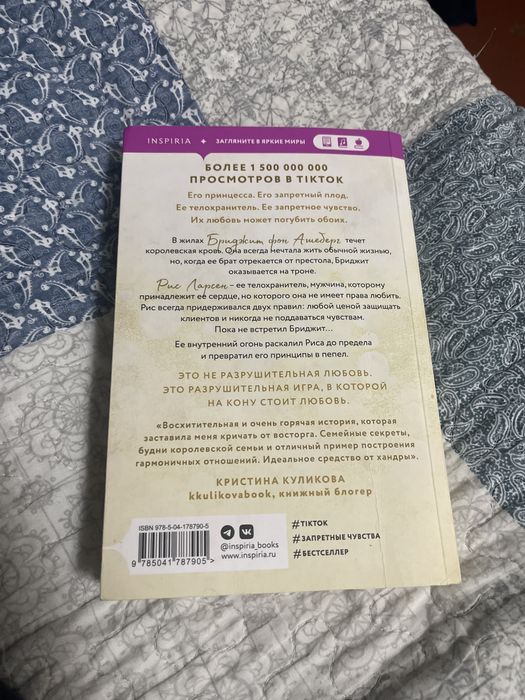 INSPIRIA ✦ ЗАГЛЯНИТЕ В ЯРКИЕ МИРЫ
БОЛЕЕ 1 500 000 000
ПРОСМОТРОВ В TIKTOK
Его принцесса. Его запретный плод.
Ее телохранитель. Ее запретное чувство.
Их любовь может погубить обоих.
В жилах Бриджит фон Ашеберг течет
королевская кровь. Она всегда мечтала жить обычной жизнью,
но, когда ее брат отрекается от престола, Бриджит
оказывается на троне.
Рис Ларсен – ее телохранитель, мужчина, которому
принадлежит ее сердце, но которого она не имеет права любить.
Рис всегда придерживался двух правил: любой ценой защищать
клиентов и никогда не поддаваться чувствам.
Пока не встретил Бриджит...
Ее внутренний огонь раскалил Риса до предела
и превратил его принципы в пепел.
ЭТО НЕ РАЗРУШИТЕЛЬНАЯ ЛЮБОВЬ.
ЭТО РАЗРУШИТЕЛЬНАЯ ИГРА, В КОТОРОЙ
НА КОНУ СТОИТ ЛЮБОВЬ.
«Восхитительная и очень горячая история, которая
заставила меня кричать от восторга. Семейные секреты,
будни королевской семьи и отличный пример построения
гармоничных отношений. Идеальное средство от хандры».
КРИСТИНА КУЛИКОВА
kkulikovabook, книжный блогер
ISBN 978-5-04-178790-5
9 785041 787905 >
@inspiria_books
www.inspiria.ru
#TIKTOK
#ЗАПРЕТНЫЕ ЧУВСТВА
#БЕСТСЕЛЛЕР